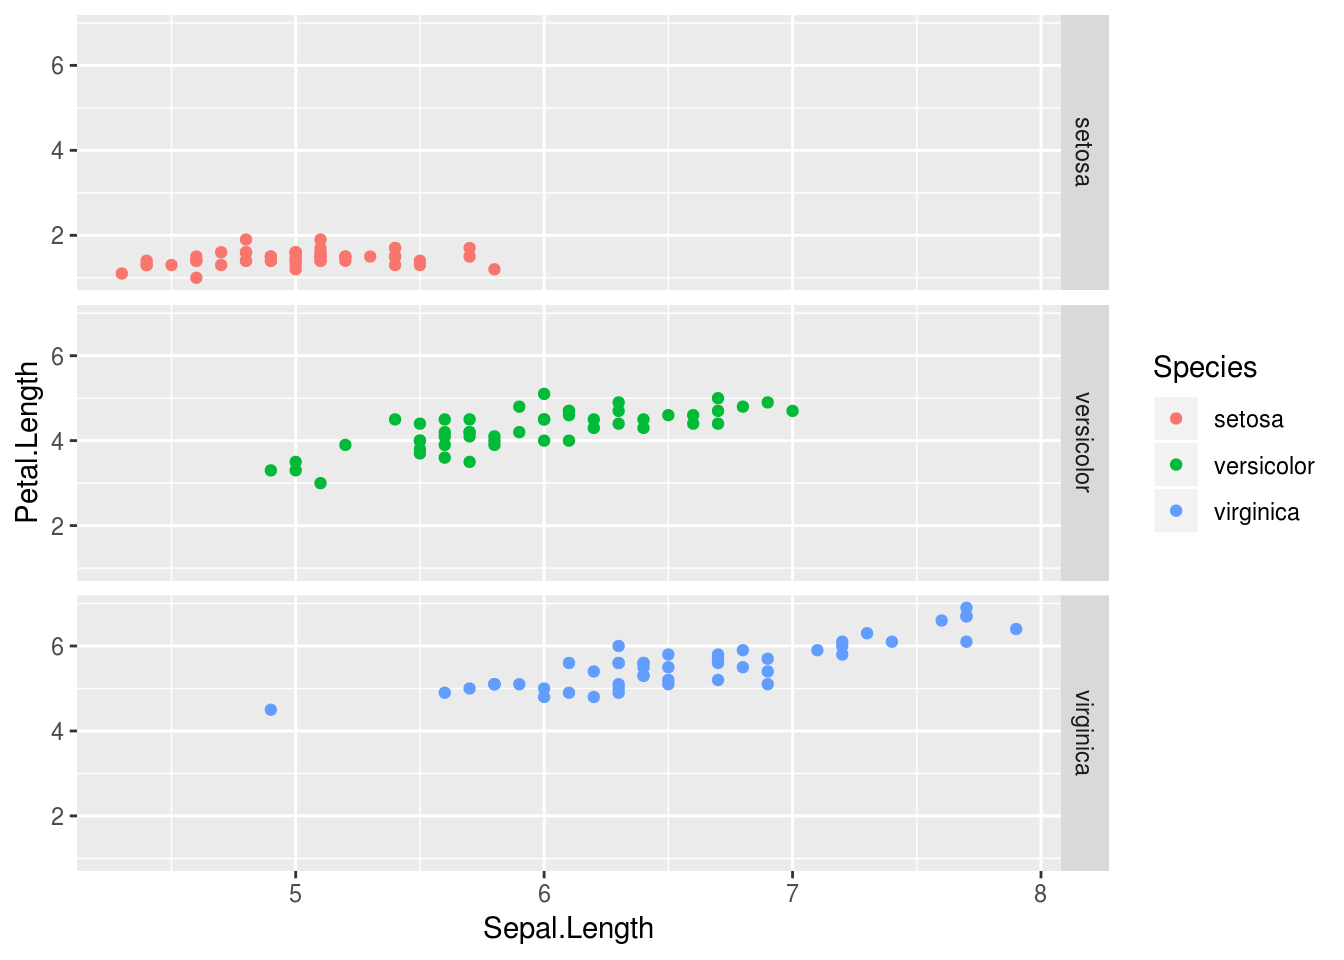 6
4
2
setosa
6
4
2
versicolor
6
4
2
virginica
5 6 7 8
Sepal.Length
Petal.Length
Species
setosa
versicolor
virginica